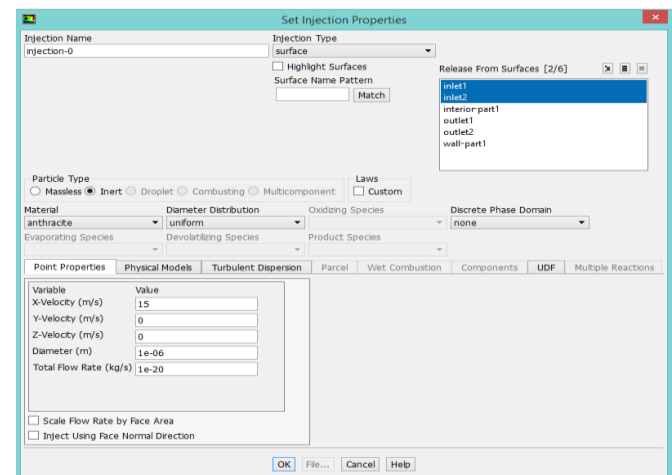 Set Injection Properties
Injection Name
Injection Type
injection-0
surface
Highlight Surfaces
Surface Name Pattern
Match
Release From Surfaces [2/6]
inlet1
inlet2
interior-part1
outlet1
outlet2
wall-part1
Particle Type
Massless Inert Droplet Combusting Multicomponent
Laws
Custom
Material
Diameter Distribution
Oxidizing Species
Discrete Phase Domain
anthracite
uniform
none
Evaporating Species
Devolatilizing Species
Product Species
Point Properties Physical Models Turbulent Dispersion Parcel Wet Combustion Components UDF Multiple Reactions
Variable Value
X-Velocity (m/s) 15
Y-Velocity (m/s) 0
Z-Velocity (m/s) 0
Diameter (m) 1e-06
Total Flow Rate (kg/s) 1e-20
Scale Flow Rate by Face Area
Inject Using Face Normal Direction
OK File... Cancel Help